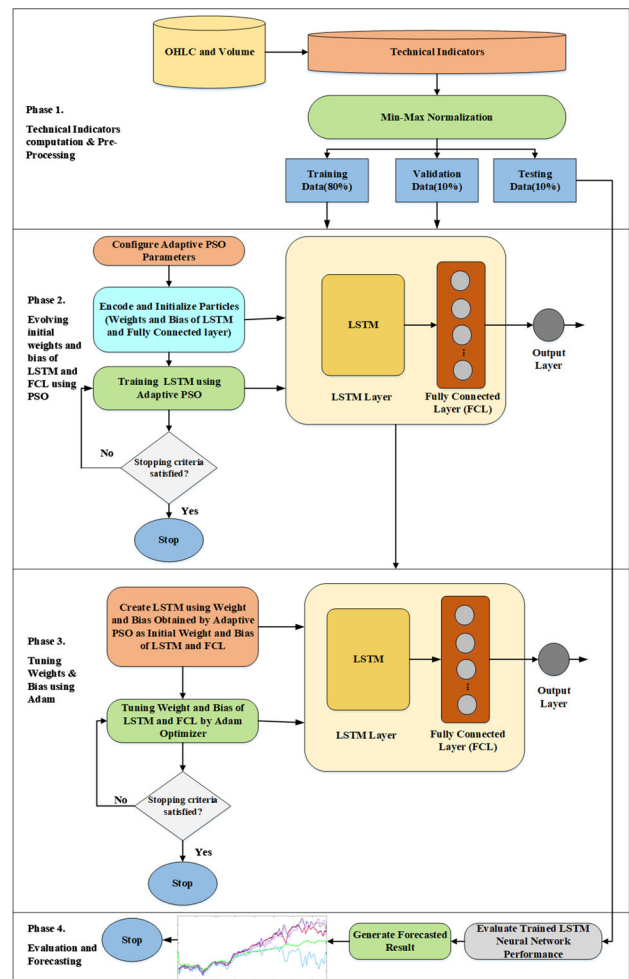 OHLC and Volume
Technical Indicators
Phase 1.
Technical Indicators
computation & Pre-
Processing
Min-Max Normalization
Training
Data(80%)
Validation
Data(10%)
Testing
Data(10%)
Phase 2.
Evolving
initial
weights and
bias of
LSTM and
FCL using
PSO
Configure Adaptive PSO
Parameters
Encode and Initialize Particles
(Weights and Bias of LSTM
and Fully Connected layer)
Training LSTM using
Adaptive PSO
No
Stopping criteria
satisfied?
Yes
Stop
LSTM
LSTM Layer
Fully Connected
Layer (FCL)
Output
Layer
Phase 3.
Tuning
Weights &
Bias using
Adam
Create LSTM using Weight
and Bias Obtained by Adaptive
PSO as Initial Weight and Bias
of LSTM and FCL
Tuning Weight and Bias of
LSTM and FCL by Adam
Optimizer
No
Stopping criteria
satisfied?
Yes
Stop
LSTM
LSTM Layer
Fully Connected
Layer (FCL)
Output
Layer
Phase 4.
Evaluation and
Forecasting
Stop
Generate Forecasted
Result
Evaluate Trained LSTM
Neural Network
Performance